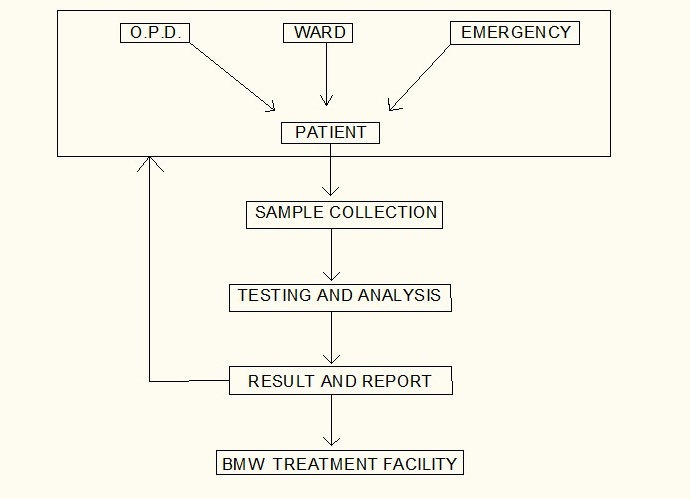 O.P.D.
WARD
EMERGENCY
PATIENT
SAMPLE COLLECTION
TESTING AND ANALYSIS
RESULT AND REPORT
BMW TREATMENT FACILITY